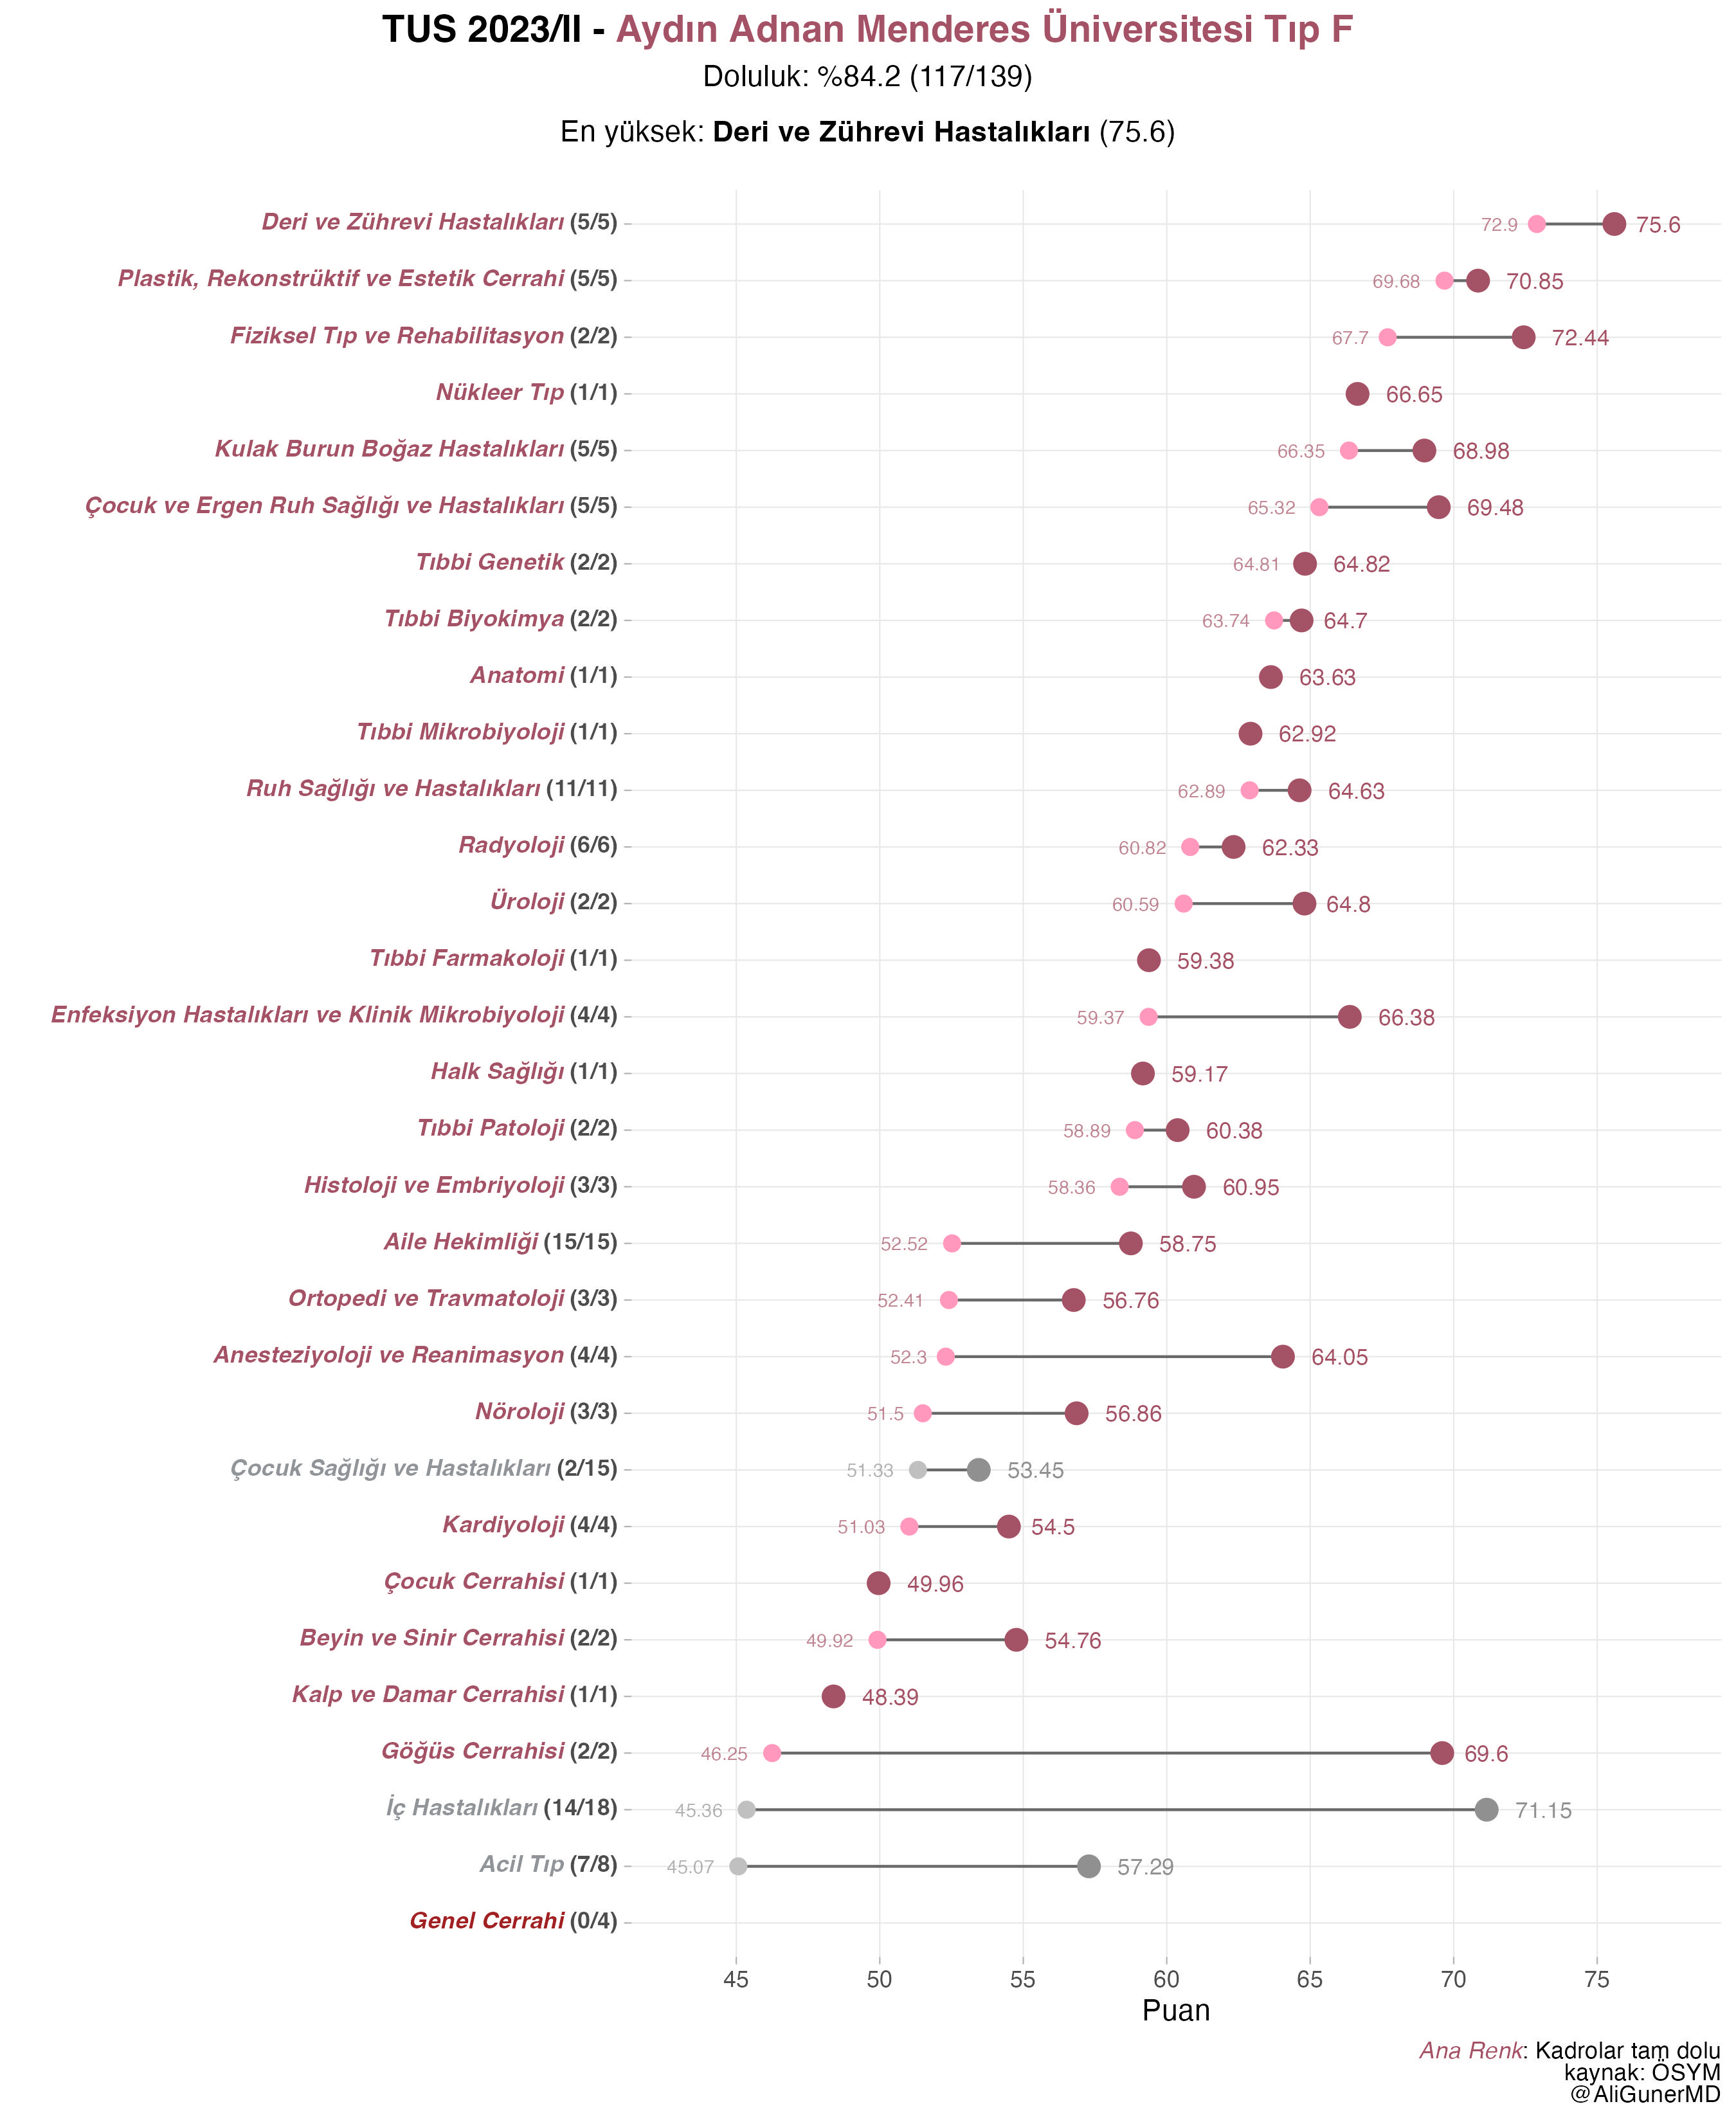 TUS 2023/II - Aydın Adnan Menderes Üniversitesi Tıp F
Doluluk: %84.2 (117/139)
En yüksek: Deri ve Zührevi Hastalıkları (75.6)
Deri ve Zührevi Hastalıkları (5/5) 72.9 75.6
Plastik, Rekonstrüktif ve Estetik Cerrahi (5/5) 69.68 70.85
Fiziksel Tıp ve Rehabilitasyon (2/2) 67.7 72.44
Nükleer Tıp (1/1) 66.65
Kulak Burun Boğaz Hastalıkları (5/5) 66.35 68.98
Çocuk ve Ergen Ruh Sağlığı ve Hastalıkları (5/5) 65.32 69.48
Tıbbi Genetik (2/2) 64.81 64.82
Tıbbi Biyokimya (2/2) 63.74 64.7
Anatomi (1/1) 63.63
Tıbbi Mikrobiyoloji (1/1) 62.92
Ruh Sağlığı ve Hastalıkları (11/11) 62.89 64.63
Radyoloji (6/6) 60.82 62.33
Üroloji (2/2) 60.59 64.8
Tıbbi Farmakoloji (1/1) 59.38
Enfeksiyon Hastalıkları ve Klinik Mikrobiyoloji (4/4) 59.37 66.38
Halk Sağlığı (1/1) 59.17
Tıbbi Patoloji (2/2) 58.89 60.38
Histoloji ve Embriyoloji (3/3) 58.36 60.95
Aile Hekimliği (15/15) 52.52 58.75
Ortopedi ve Travmatoloji (3/3) 52.41 56.76
Anesteziyoloji ve Reanimasyon (4/4) 52.3 64.05
Nöroloji (3/3) 51.5 56.86
Çocuk Sağlığı ve Hastalıkları (2/15) 51.33 53.45
Kardiyoloji (4/4) 51.03 54.5
Çocuk Cerrahisi (1/1) 49.96
Beyin ve Sinir Cerrahisi (2/2) 49.92 54.76
Kalp ve Damar Cerrahisi (1/1) 48.39
Göğüs Cerrahisi (2/2) 46.25 69.6
İç Hastalıkları (14/18) 45.36 71.15
Acil Tıp (7/8) 45.07 57.29
Genel Cerrahi (0/4)
45 50 55 60 65 70 75
Puan
Ana Renk: Kadrolar tam dolu
kaynak: ÖSYM
@AliGunerMD